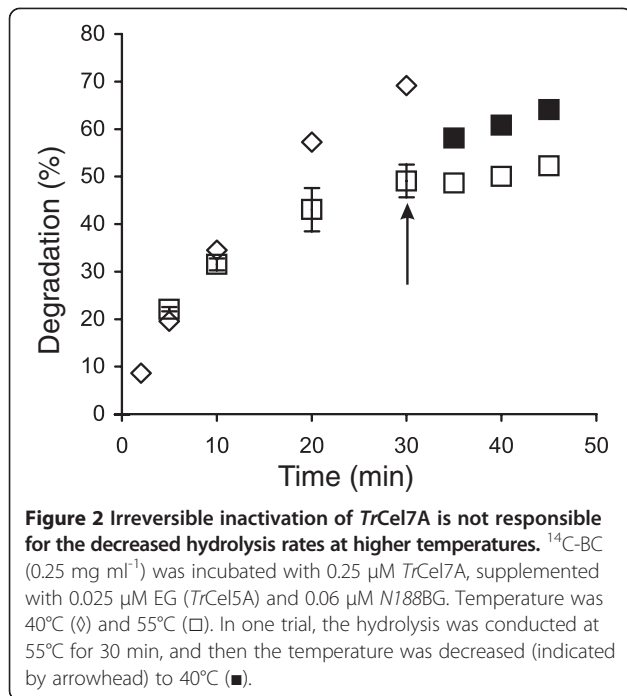 80
70
60
50
40
30
20
10
0
Degradation (%)
0 10 20 30 40 50
Time (min)
Figure 2 Irreversible inactivation of TrCel7A is not responsible
for the decreased hydrolysis rates at higher temperatures. ¹⁴C-BC
(0.25 mg ml⁻¹) was incubated with 0.25 μM TrCel7A, supplemented
with 0.025 μM EG (TrCel5A) and 0.06 μM N188BG. Temperature was
40°C (◊) and 55°C (□). In one trial, the hydrolysis was conducted at
55°C for 30 min, and then the temperature was decreased (indicated
by arrowhead) to 40°C (■).